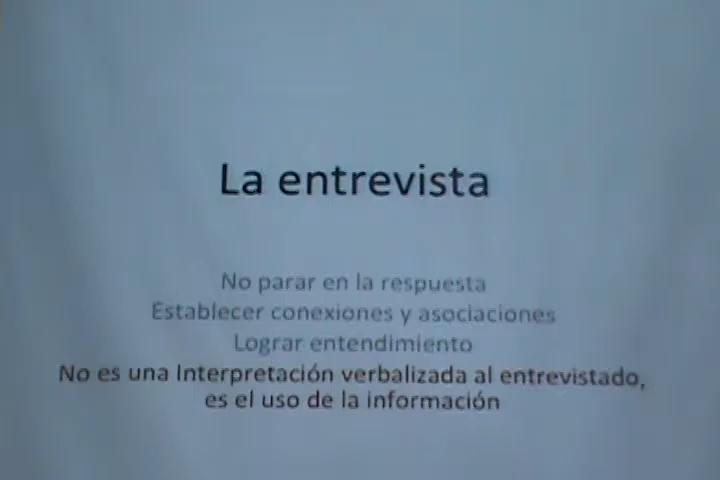 La entrevista
No parar en la respuesta
Establecer conexiones y asociaciones
Lograr entendimiento
No es una Interpretación verbalizada al entrevistado,
es el uso de la información